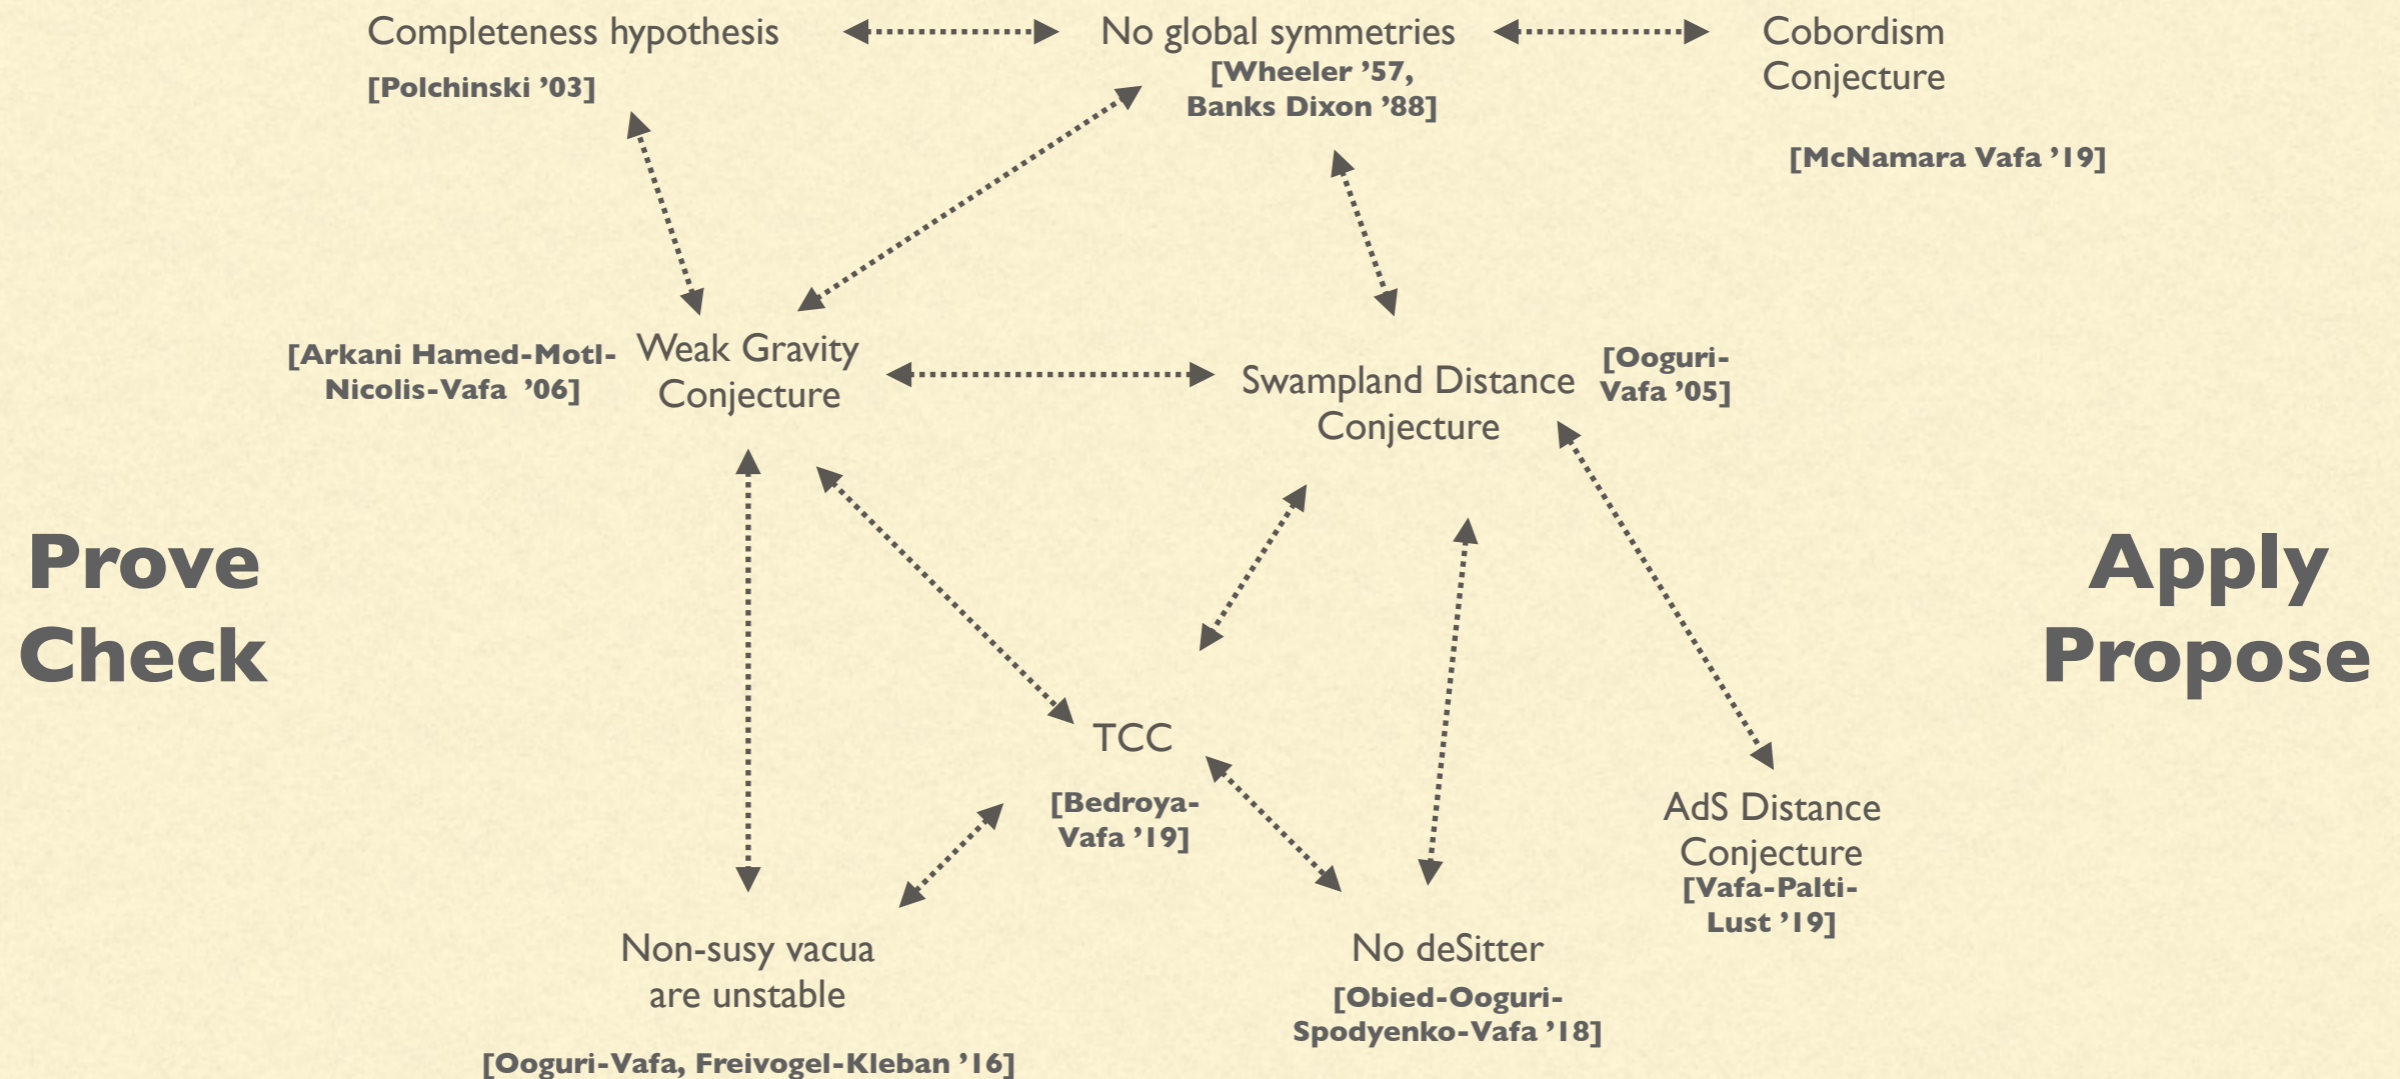 Completeness hypothesis
[Polchinski ’03]
No global symmetries
[Wheeler ’57,
Banks Dixon ’88]
Cobordism
Conjecture
[McNamara Vafa ’19]
[Arkani Hamed-Motl-
Nicolis-Vafa ’06]
Weak Gravity
Conjecture
Swampland Distance
Conjecture
[Ooguri-
Vafa ’05]
Prove
Check
Apply
Propose
TCC
[Bedroya-
Vafa ’19]
AdS Distance
Conjecture
[Vafa-Palti-
Lust ’19]
Non-susy vacua
are unstable
[Ooguri-Vafa, Freivogel-Kleban ’16]
No deSitter
[Obied-Ooguri-
Spodyenko-Vafa ’18]